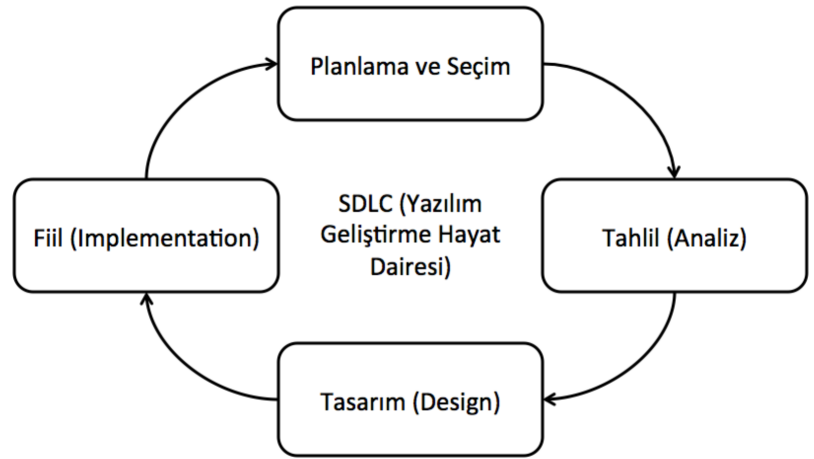 Planlama ve Seçim
Fiil (Implementation)
SDLC (Yazılım
Geliştirme Hayat
Dairesi)
Tahlil (Analiz)
Tasarım (Design)